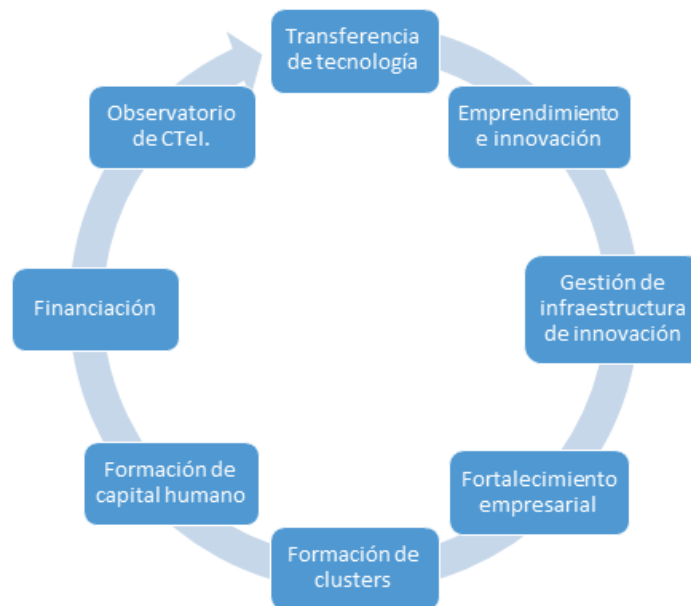 Transferencia
de tecnología
Emprendimiento
e innovación
Gestión de
infraestructura
de innovación
Fortalecimiento
empresarial
Formación de
clusters
Formación de
capital humano
Financiación
Observatorio
de CTeI.